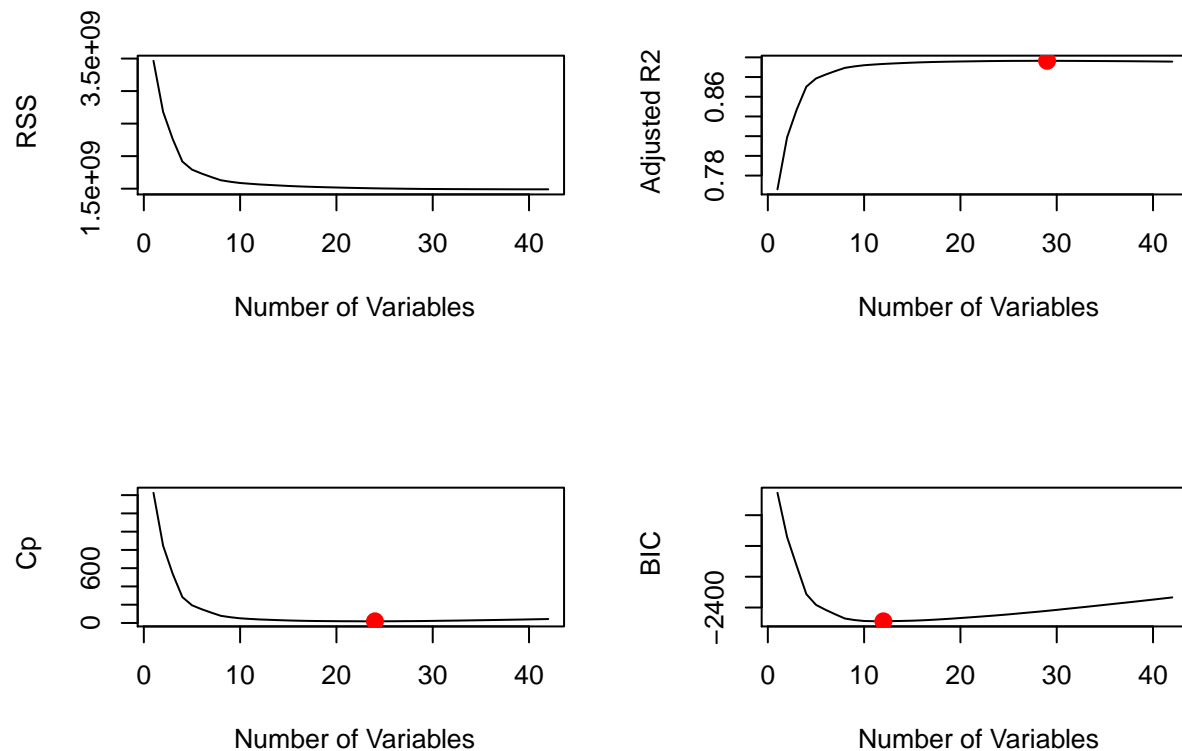 RSS
3.5e+09
1.5e+09
0 10 20 30 40
Number of Variables
Adjusted R2
0.86
0.78
0 10 20 30 40
Number of Variables
Cp
600
0
0 10 20 30 40
Number of Variables
BIC
−2400
0 10 20 30 40
Number of Variables